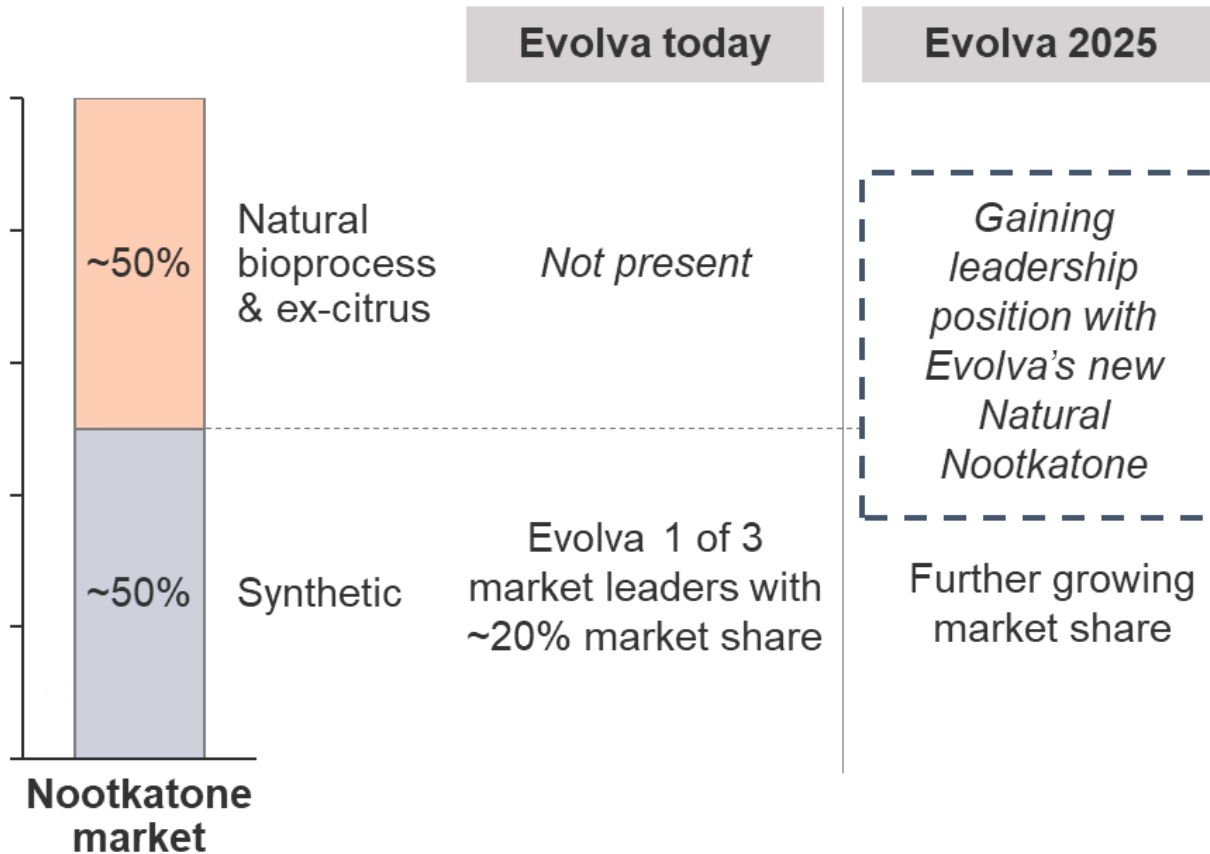 Evolva today
Evolva 2025
~50%
Natural
bioprocess
& ex-citrus
Not present
Gaining
leadership
position with
Evolva’s new
Natural
Nootkatone
~50%
Synthetic
Evolva 1 of 3
market leaders with
~20% market share
Further growing
market share
Nootkatone
market